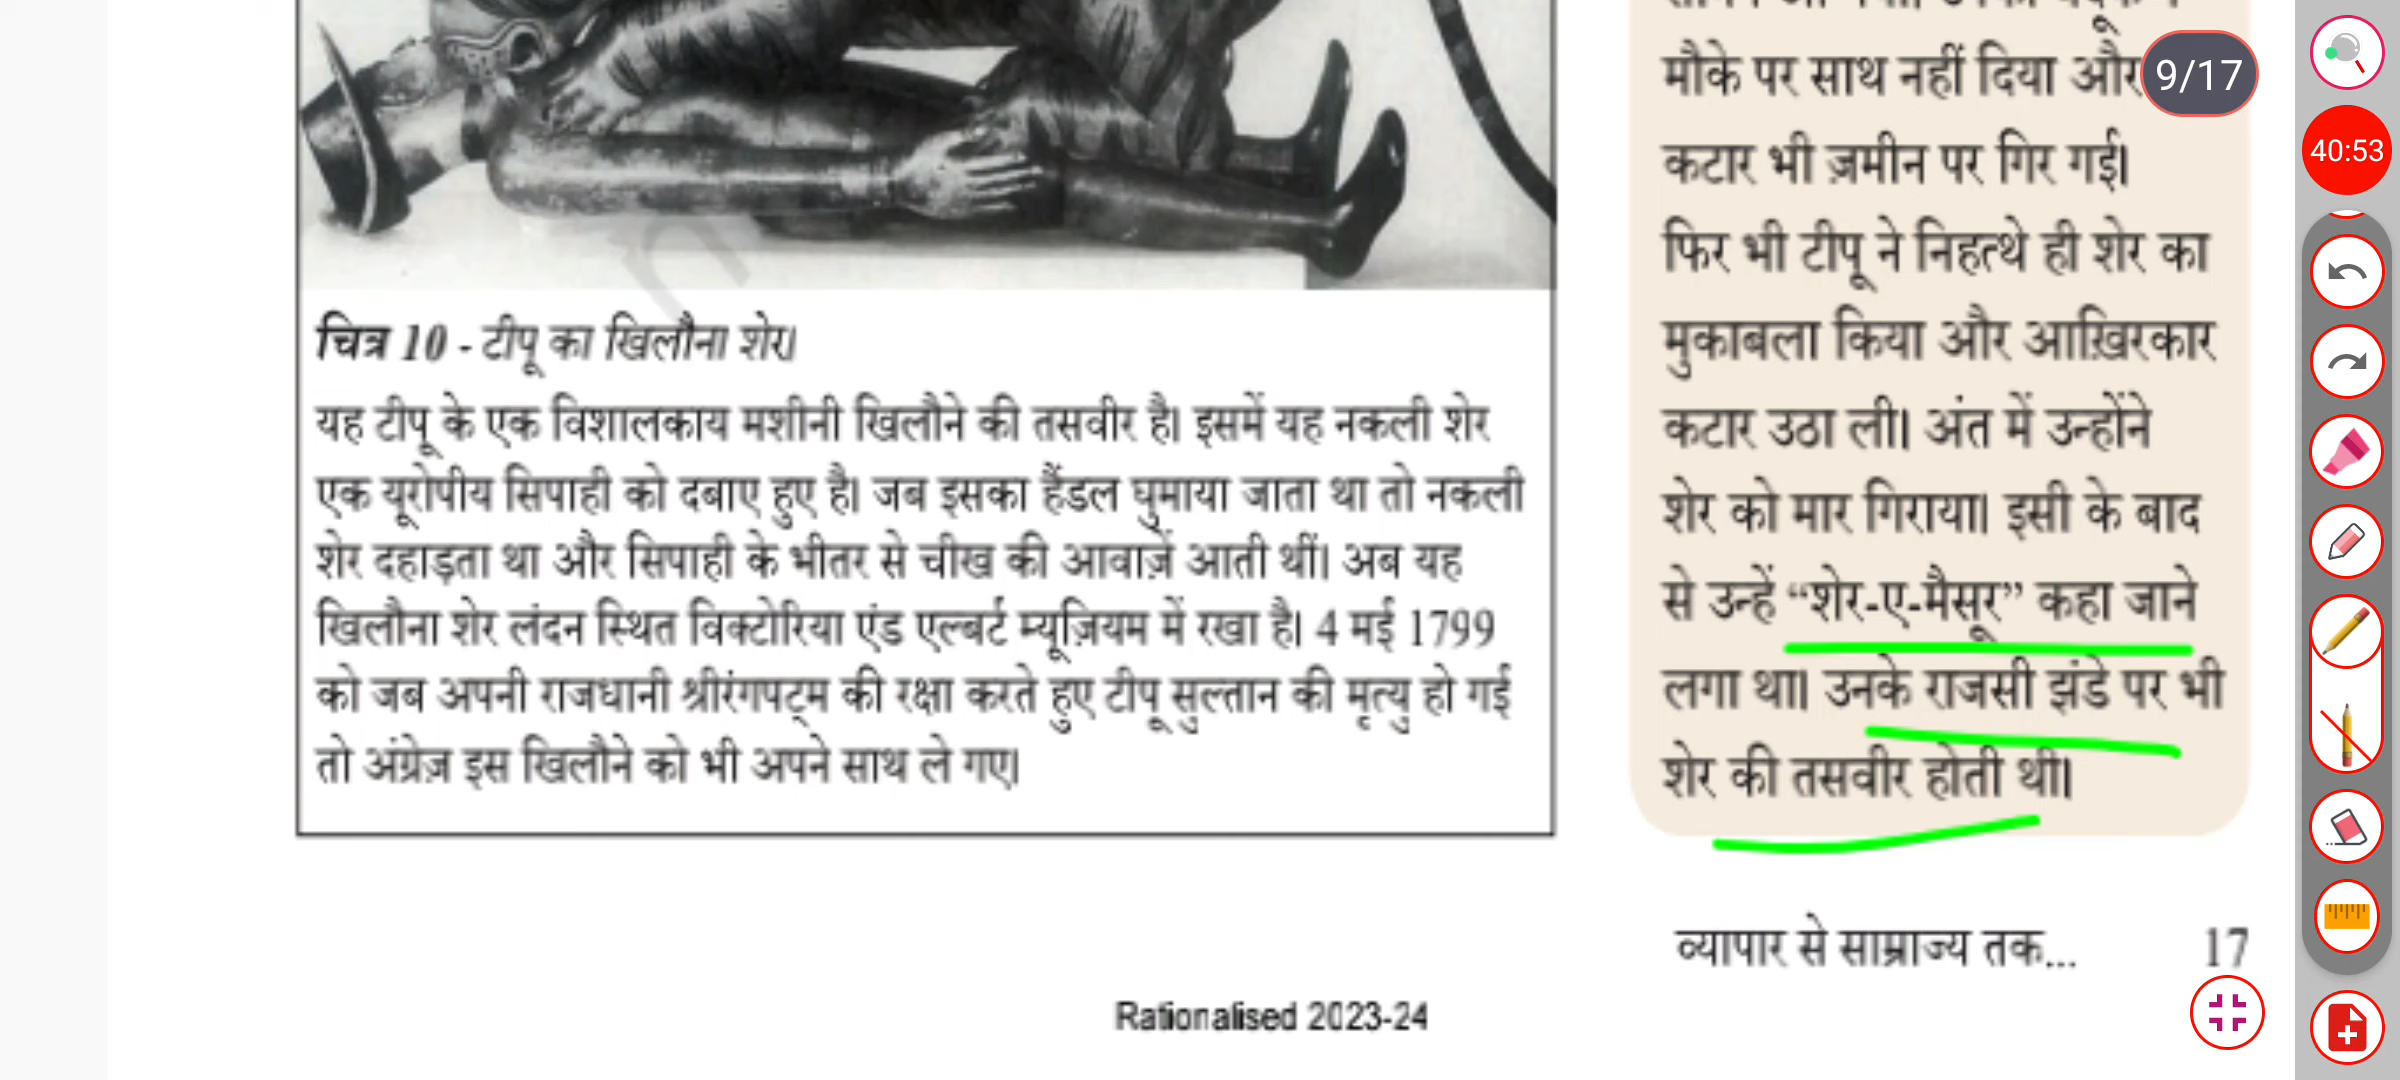 चित्र 10 - टीपू का खिलौना शेर।
यह टीपू के एक विशालकाय मशीनी खिलौने की तसवीर है। इसमें यह नकली शेर
एक यूरोपीय सिपाही को दबाए हुए है। जब इसका हैंडल घुमाया जाता था तो नकली
शेर दहाड़ता था और सिपाही के भीतर से चीख की आवाज़ें आती थीं। अब यह
खिलौना शेर लंदन स्थित विक्टोरिया एंड एल्बर्ट म्यूज़ियम में रखा है। 4 मई 1799
को जब अपनी राजधानी श्रीरंगपट्म की रक्षा करते हुए टीपू सुल्तान की मृत्यु हो गई
तो अंग्रेज़ इस खिलौने को भी अपने साथ ले गए।
मौके पर साथ नहीं दिया और
कटार भी ज़मीन पर गिर गई।
फिर भी टीपू ने निहत्थे ही शेर का
मुकाबला किया और आख़िरकार
कटार उठा ली। अंत में उन्होंने
शेर को मार गिराया। इसी के बाद
से उन्हें “शेर-ए-मैसूर” कहा जाने
लगा था। उनके राजसी झंडे पर भी
शेर की तसवीर होती थी।
व्यापार से साम्राज्य तक... 17
Rationalised 2023-24
9/17
40:53